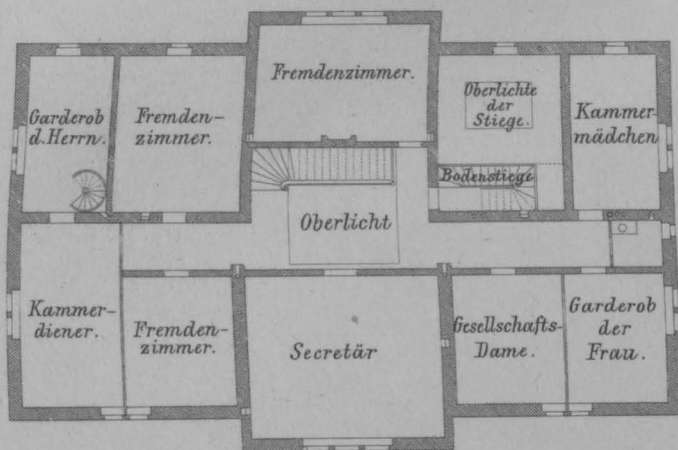 Garderob
d. Herrn.
Fremden-
zimmer.
Fremdenzimmer.
Oberlichte
der
Stiege.
Kammer-
mädchen
Bodenstiege
Oberlicht
Kammer-
diener.
Fremden-
zimmer.
Secretär
Gesellschafts-
Dame.
Garderob
der
Frau.